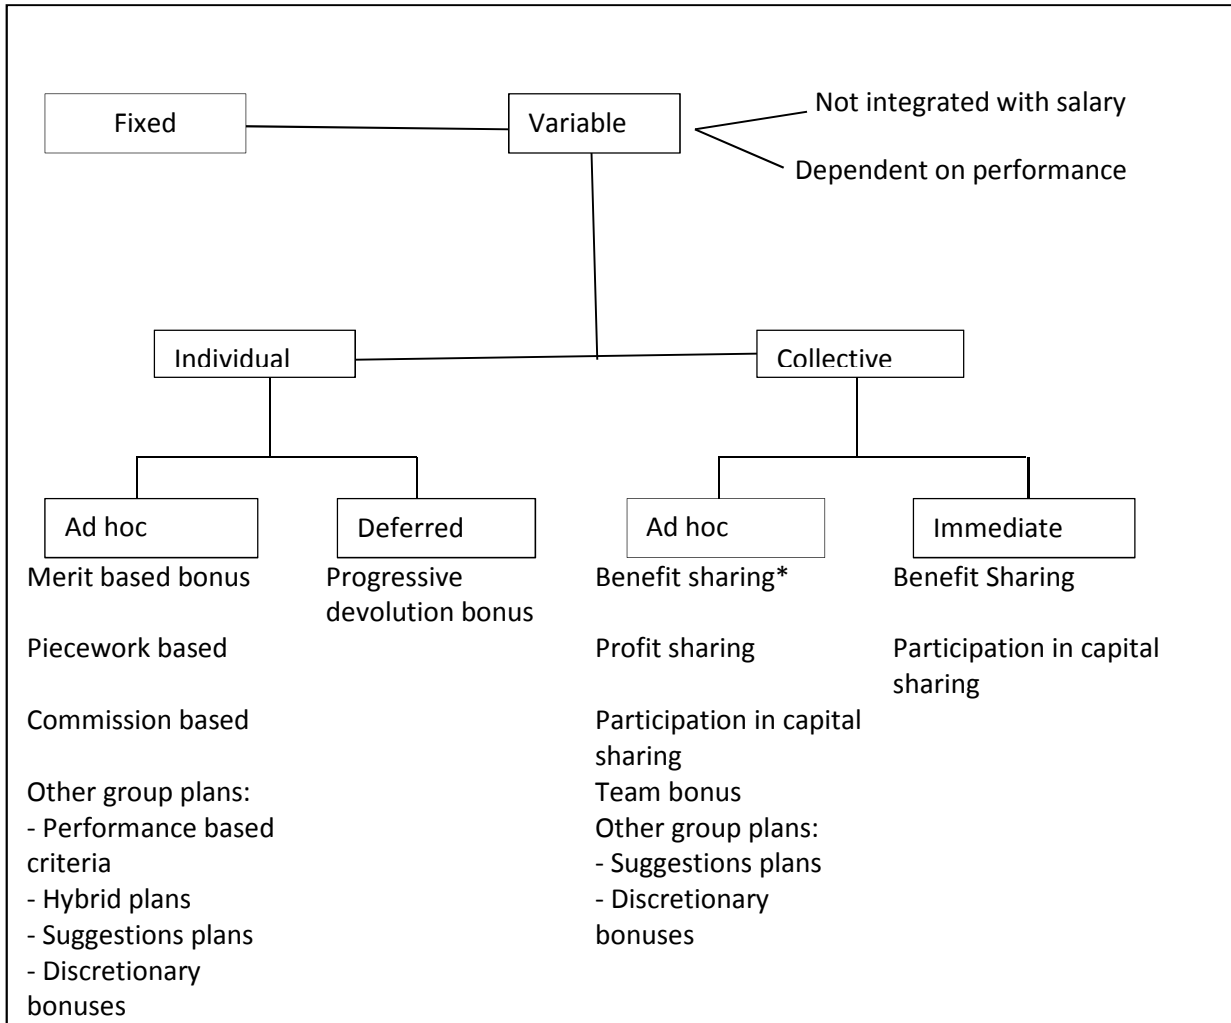 Fixed
Variable
Not integrated with salary
Dependent on performance
Individual
Collective
Ad hoc
Deferred
Ad hoc
Immediate
Merit based bonus
Piecework based
Commission based
Other group plans:
- Performance based
criteria
- Hybrid plans
- Suggestions plans
- Discretionary
bonuses
Progressive
devolution bonus
Benefit sharing*
Profit sharing
Participation in capital
sharing
Team bonus
Other group plans:
- Suggestions plans
- Discretionary
bonuses
Benefit Sharing
Participation in capital
sharing